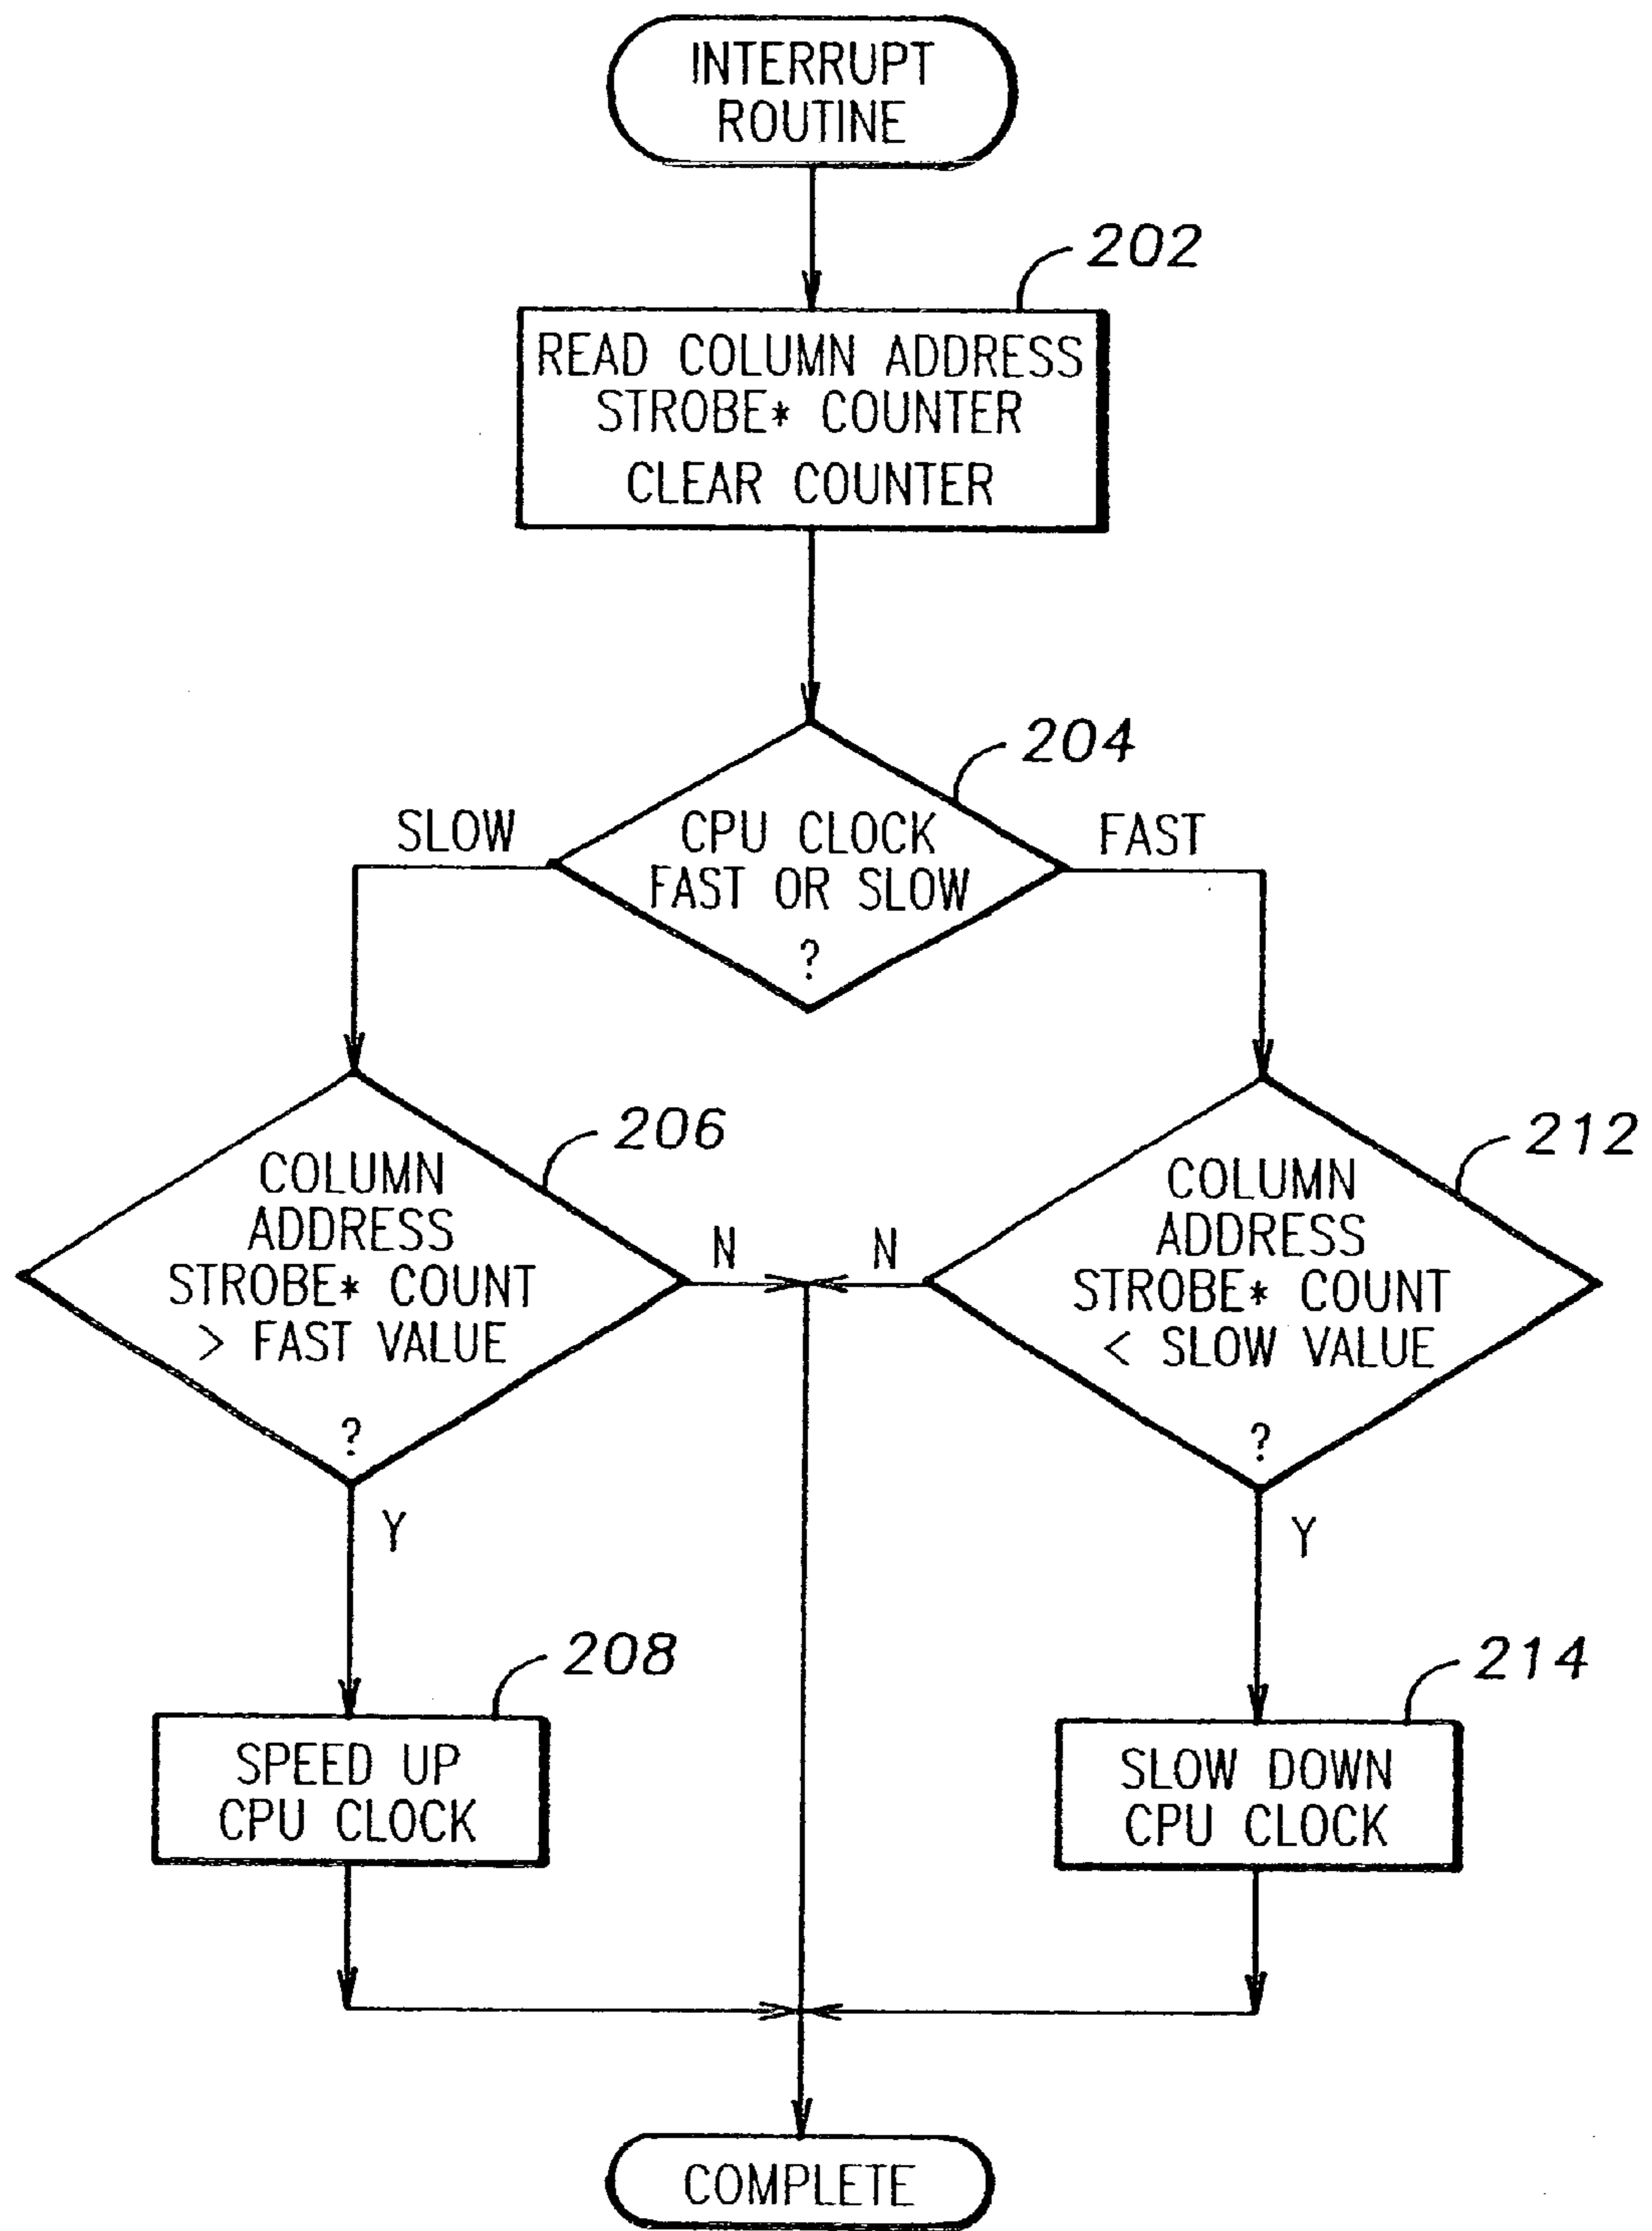 INTERRUPT
ROUTINE
202
READ COLUMN ADDRESS
STROBE* COUNTER
CLEAR COUNTER
204
SLOW
CPU CLOCK
FAST OR SLOW
?
FAST
206
COLUMN
ADDRESS
STROBE* COUNT
> FAST VALUE
?
N
N
212
COLUMN
ADDRESS
STROBE* COUNT
< SLOW VALUE
?
Y
Y
208
SPEED UP
CPU CLOCK
214
SLOW DOWN
CPU CLOCK
COMPLETE